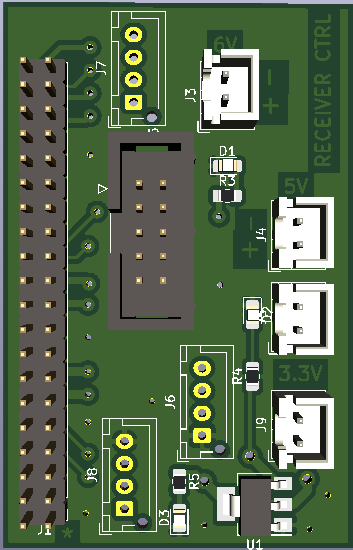 J7
6V
J3
- +
RECEIVER CTRL
D1
R3
5V
J4
- +
3.3V
R4
J6
J9
J8
R5
D3
J1
*
U1